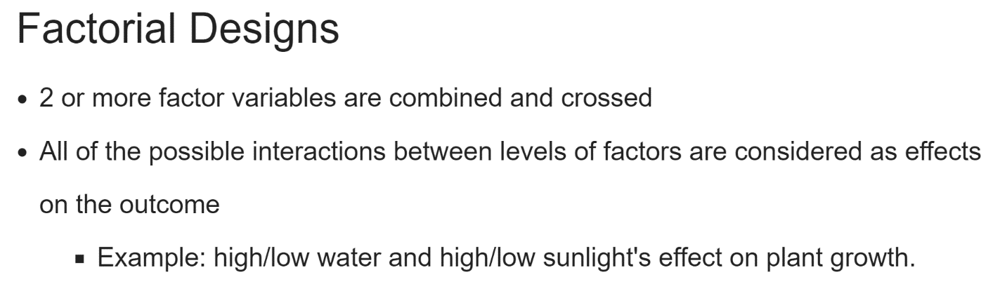 Factorial Designs
• 2 or more factor variables are combined and crossed
• All of the possible interactions between levels of factors are considered as effects
on the outcome
▪ Example: high/low water and high/low sunlight's effect on plant growth.